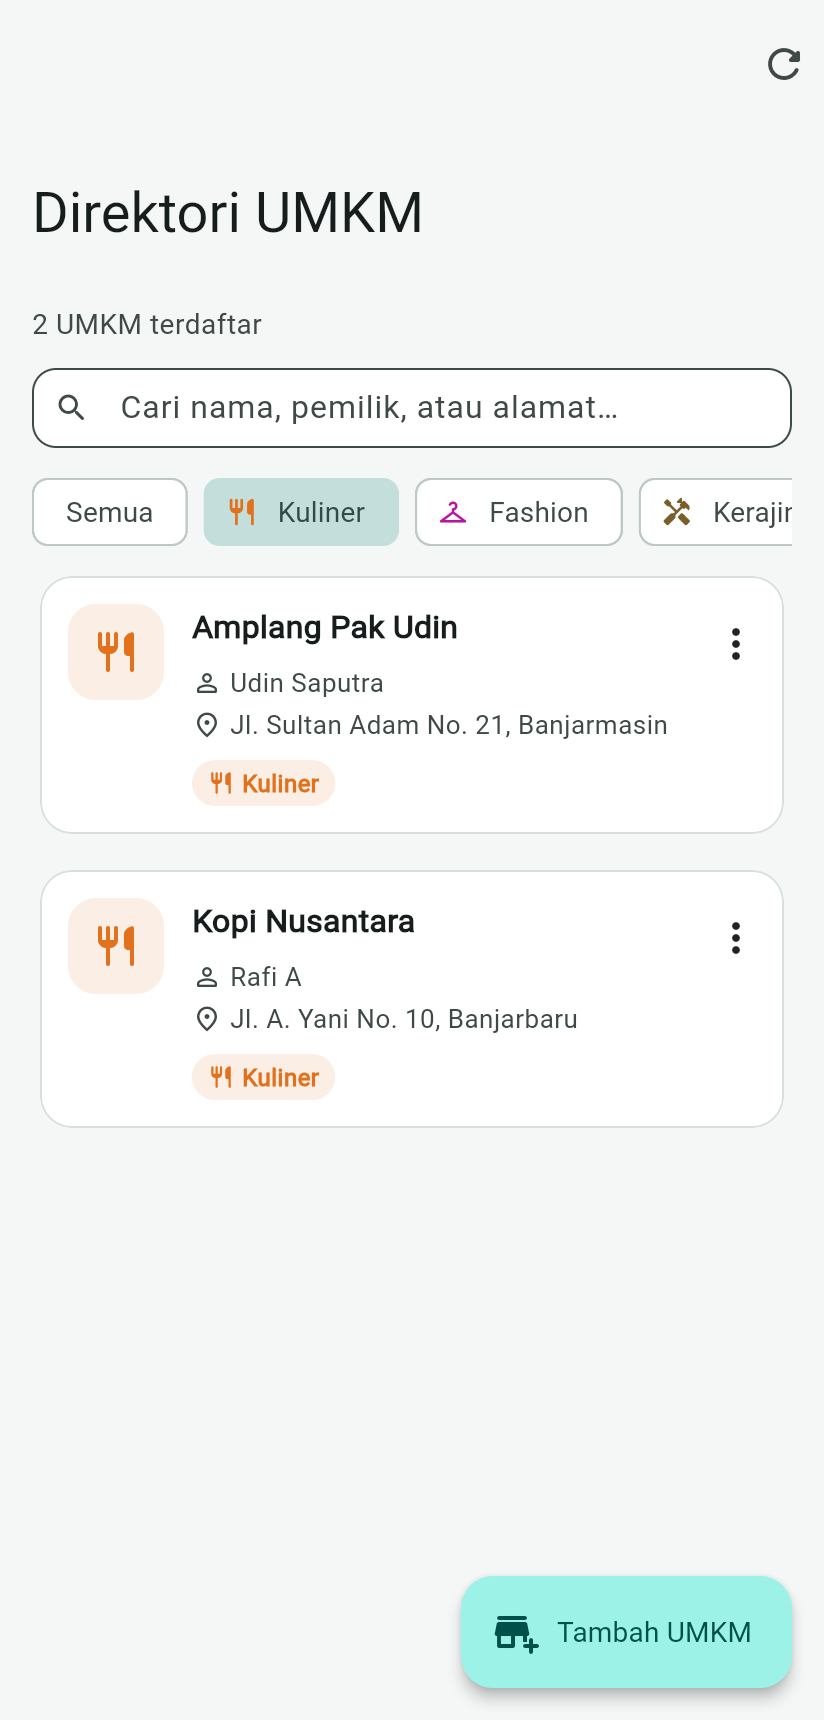 Direktori UMKM
2 UMKM terdaftar
Cari nama, pemilik, atau alamat…
Semua
Kuliner
Fashion
Amplang Pak Udin
Udin Saputra
Jl. Sultan Adam No. 21, Banjarmasin
Kuliner
Kopi Nusantara
Rafi A
Jl. A. Yani No. 10, Banjarbaru
Kuliner
Tambah UMKM